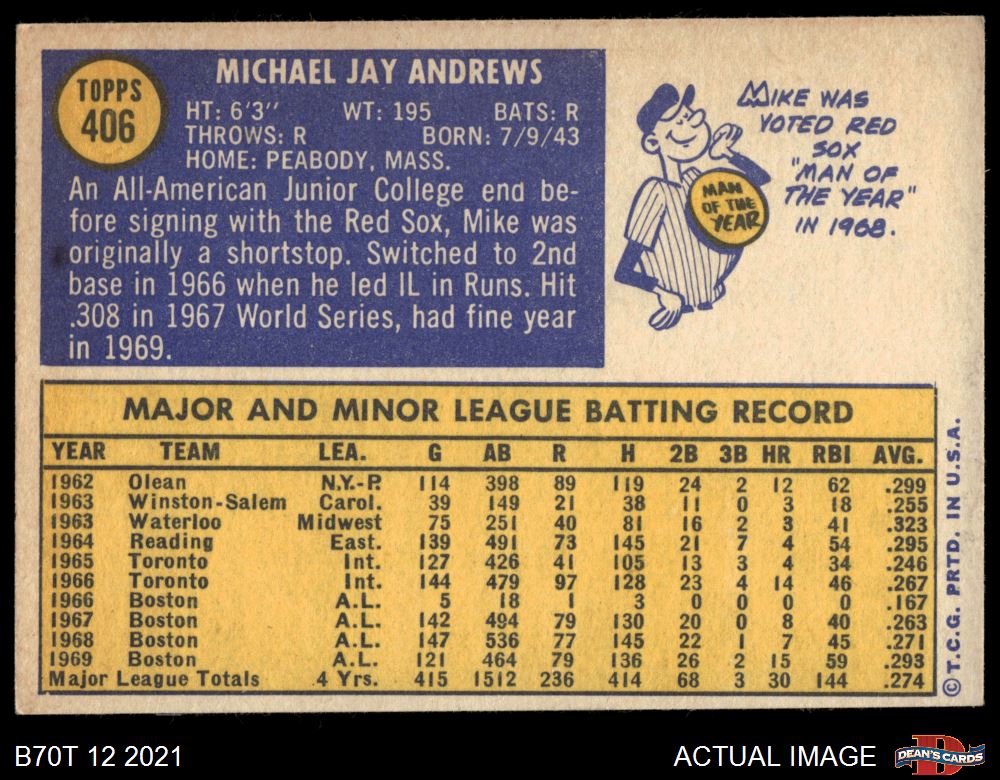 TOPPS
406
MICHAEL JAY ANDREWS
HT: 6'3'' WT: 195 BATS: R
THROWS: R BORN: 7/9/43
HOME: PEABODY, MASS.
An All-American Junior College end be-
fore signing with the Red Sox, Mike was
originally a shortstop. Switched to 2nd
base in 1966 when he led IL in Runs. Hit
.308 in 1967 World Series, had fine year
in 1969.
MIKE WAS
VOTED RED
SOX
"MAN OF
THE YEAR"
IN 1968.
MAN
OF THE
YEAR
MAJOR AND MINOR LEAGUE BATTING RECORD
YEAR TEAM LEA. G AB R H 2B 3B HR RBI AVG.
1962 Olean N.Y.-P. 114 398 89 119 24 2 12 62 .299
1963 Winston-Salem Carol. 39 149 21 38 11 0 3 18 .255
1963 Waterloo Midwest 75 251 40 81 16 2 3 41 .323
1964 Reading East. 139 491 73 145 21 7 4 54 .295
1965 Toronto Int. 127 426 41 105 13 3 4 34 .246
1966 Toronto Int. 144 479 97 128 23 4 14 46 .267
1966 Boston A.L. 5 18 1 3 0 0 0 0 .167
1967 Boston A.L. 142 494 79 130 20 0 8 40 .263
1968 Boston A.L. 147 536 77 145 22 1 7 45 .271
1969 Boston A.L. 121 464 79 136 26 2 15 59 .293
Major League Totals 4 Yrs. 415 1512 236 414 68 3 30 144 .274
© T.C.G. PRTD. IN U.S.A.
B70T 12 2021
ACTUAL IMAGE
DEAN'S CARDS